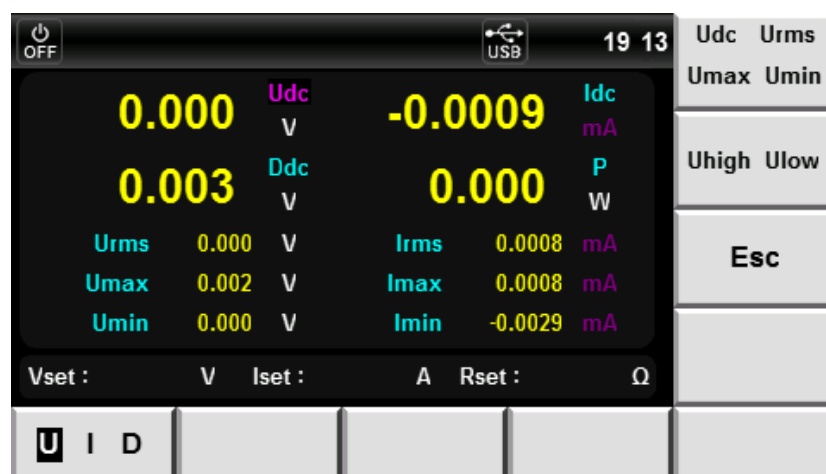 OFF USB 19 13
0.000 Udc V -0.0009 Idc mA
0.003 Ddc V 0.000 P W
Urms 0.000 V Irms 0.0008 mA
Umax 0.002 V Imax 0.0008 mA
Umin 0.000 V Imin -0.0029 mA
Vset : V Iset : A Rset : Ω
U I D
Udc Urms
Umax Umin
Uhigh Ulow
Esc